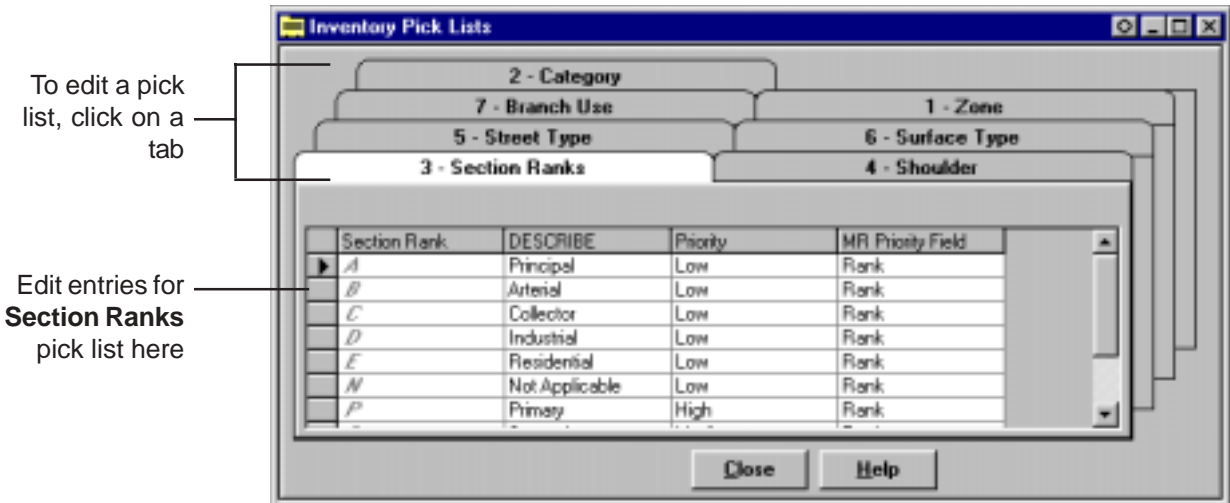 Inventory Pick Lists
To edit a pick
list, click on a
tab
2 - Category
7 - Branch Use
1 - Zone
5 - Street Type
6 - Surface Type
3 - Section Ranks
4 - Shoulder
Section Rank DESCRIBE Priority MR Priority Field
A Principal Low Rank
B Arterial Low Rank
C Collector Low Rank
D Industrial Low Rank
E Residential Low Rank
N Not Applicable Low Rank
P Primary High Rank
Edit entries for
Section Ranks
pick list here
Close Help